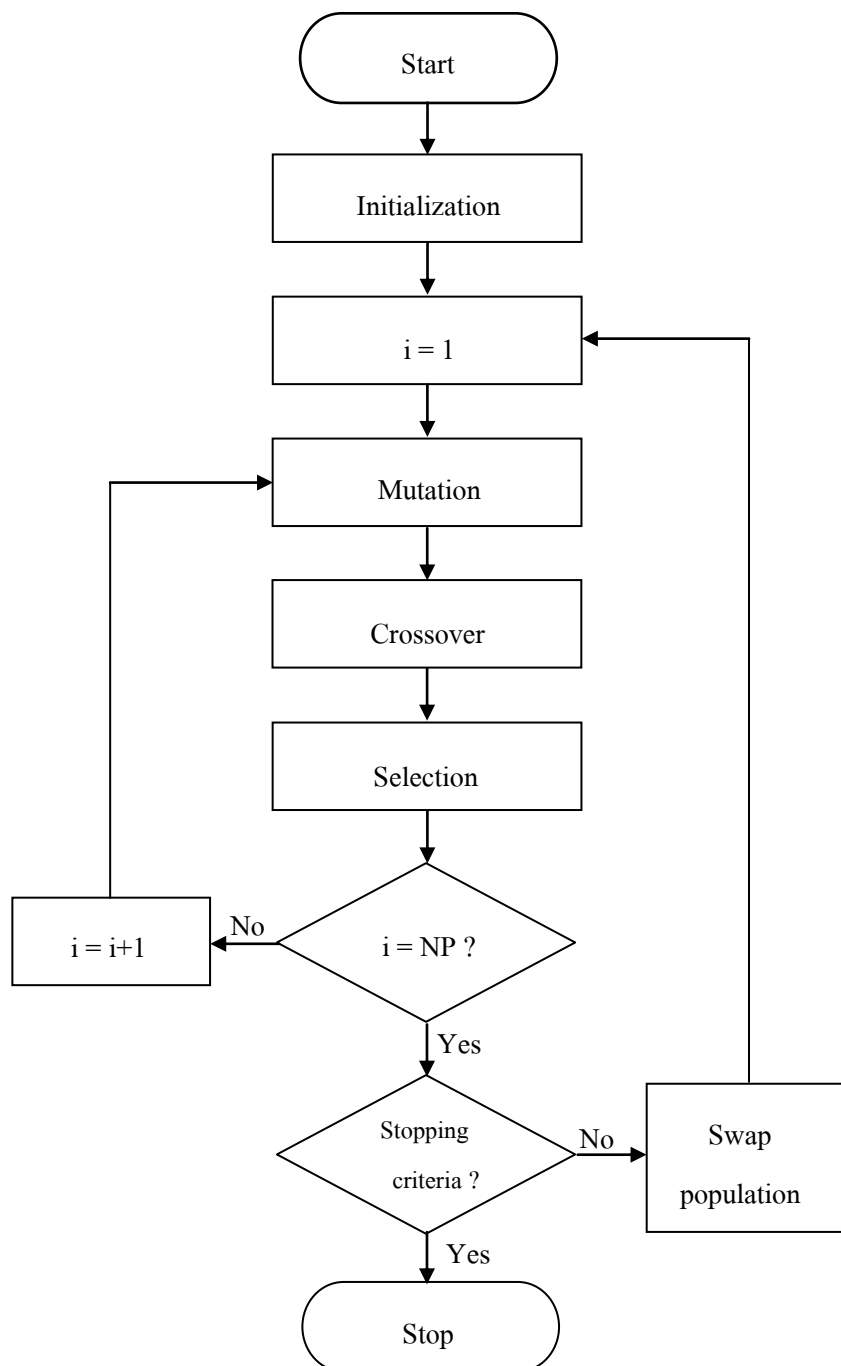 Start
Initialization
i = 1
Mutation
Crossover
Selection
i = NP ?
No
i = i+1
Yes
Stopping
criteria ?
No
Swap
population
Yes
Stop